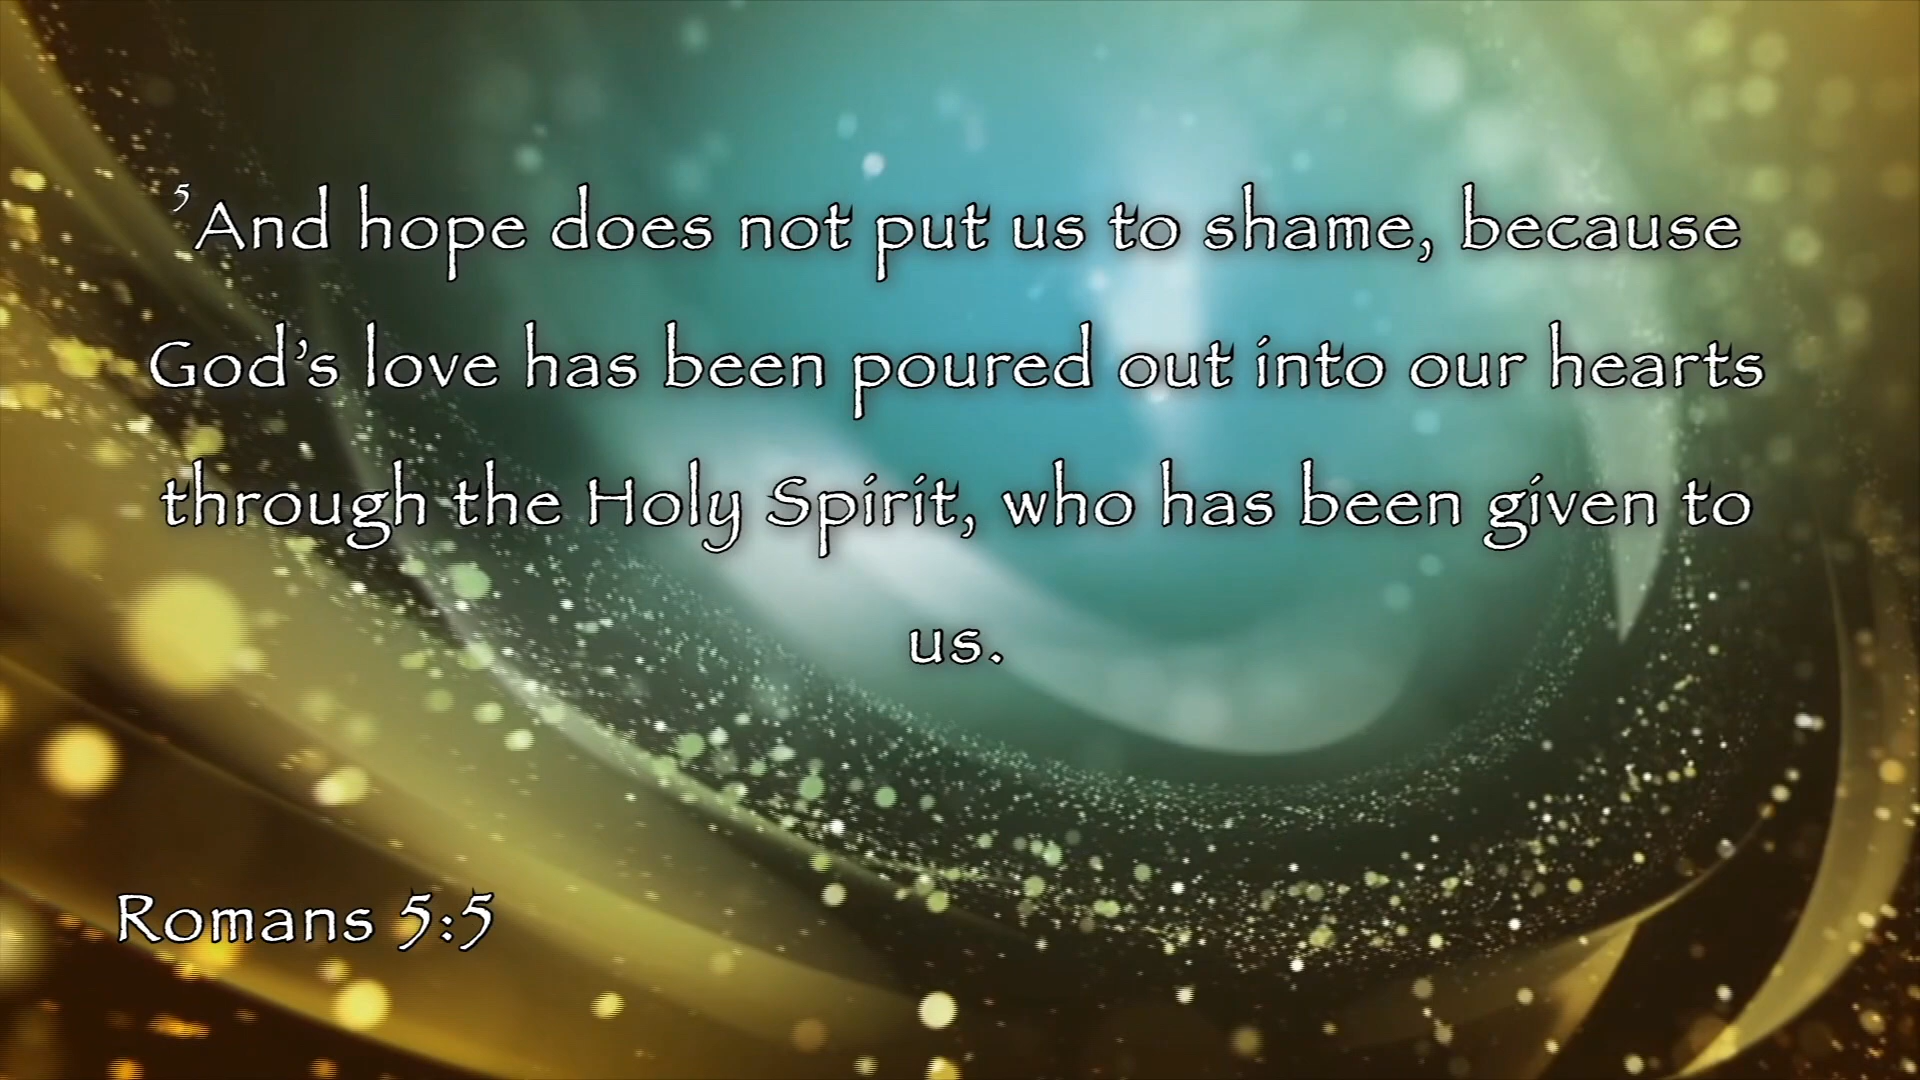 5And hope does not put us to shame, because
God’s love has been poured out into our hearts
through the Holy Spirit, who has been given to
us.
Romans 5:5